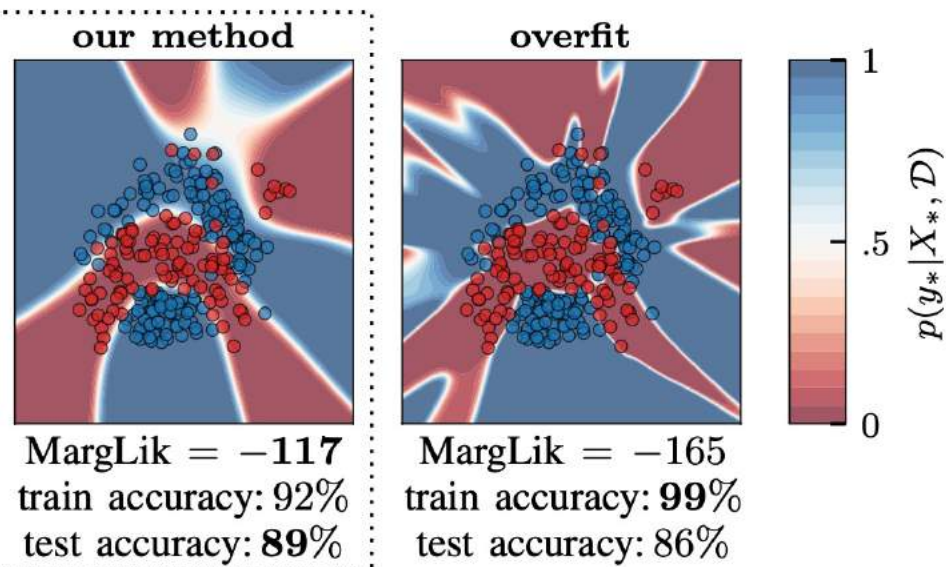 our method
MargLik = −117
train accuracy: 92%
test accuracy: 89%
overfit
MargLik = −165
train accuracy: 99%
test accuracy: 86%
1
.5
0
p(y∗|X∗, D)